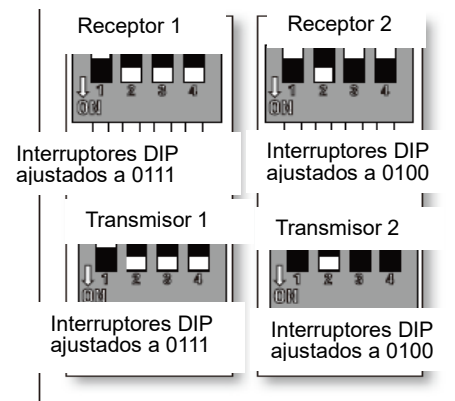 Receptor 1
Receptor 2
1 2 3 4
ON
1 2 3 4
ON
Interruptores DIP
ajustados a 0111
Interruptores DIP
ajustados a 0100
Transmisor 1
Transmisor 2
1 2 3 4
ON
1 2 3 4
ON
Interruptores DIP
ajustados a 0111
Interruptores DIP
ajustados a 0100